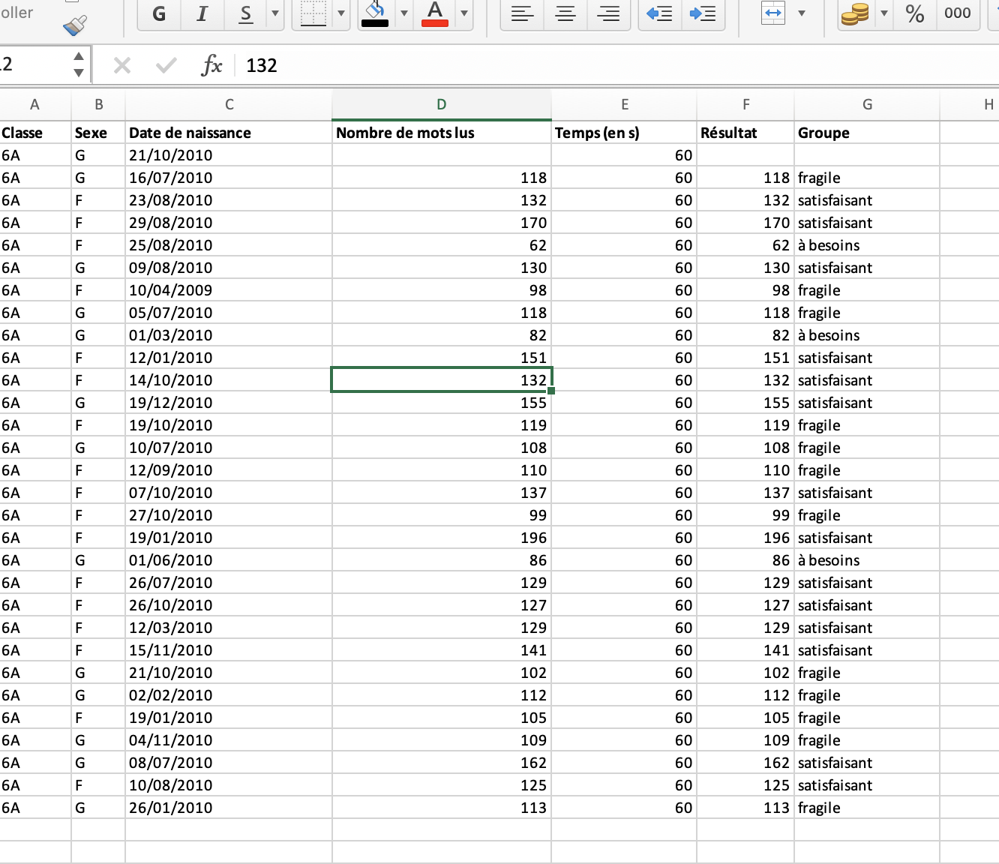 oller
G I S A % 000
12 fx 132
A B C D E F G H
Classe Sexe Date de naissance Nombre de mots lus Temps (en s) Résultat Groupe
6A G 21/10/2010 60
6A G 16/07/2010 118 60 118 fragile
6A F 23/08/2010 132 60 132 satisfaisant
6A F 29/08/2010 170 60 170 satisfaisant
6A F 25/08/2010 62 60 62 à besoins
6A G 09/08/2010 130 60 130 satisfaisant
6A F 10/04/2009 98 60 98 fragile
6A G 05/07/2010 118 60 118 fragile
6A G 01/03/2010 82 60 82 à besoins
6A F 12/01/2010 151 60 151 satisfaisant
6A F 14/10/2010 132 60 132 satisfaisant
6A G 19/12/2010 155 60 155 satisfaisant
6A F 19/10/2010 119 60 119 fragile
6A G 10/07/2010 108 60 108 fragile
6A F 12/09/2010 110 60 110 fragile
6A F 07/10/2010 137 60 137 satisfaisant
6A F 27/10/2010 99 60 99 fragile
6A F 19/01/2010 196 60 196 satisfaisant
6A G 01/06/2010 86 60 86 à besoins
6A F 26/07/2010 129 60 129 satisfaisant
6A F 26/10/2010 127 60 127 satisfaisant
6A F 12/03/2010 129 60 129 satisfaisant
6A F 15/11/2010 141 60 141 satisfaisant
6A G 21/10/2010 102 60 102 fragile
6A G 02/02/2010 112 60 112 fragile
6A F 19/01/2010 105 60 105 fragile
6A G 04/11/2010 109 60 109 fragile
6A G 08/07/2010 162 60 162 satisfaisant
6A F 10/08/2010 125 60 125 satisfaisant
6A G 26/01/2010 113 60 113 fragile